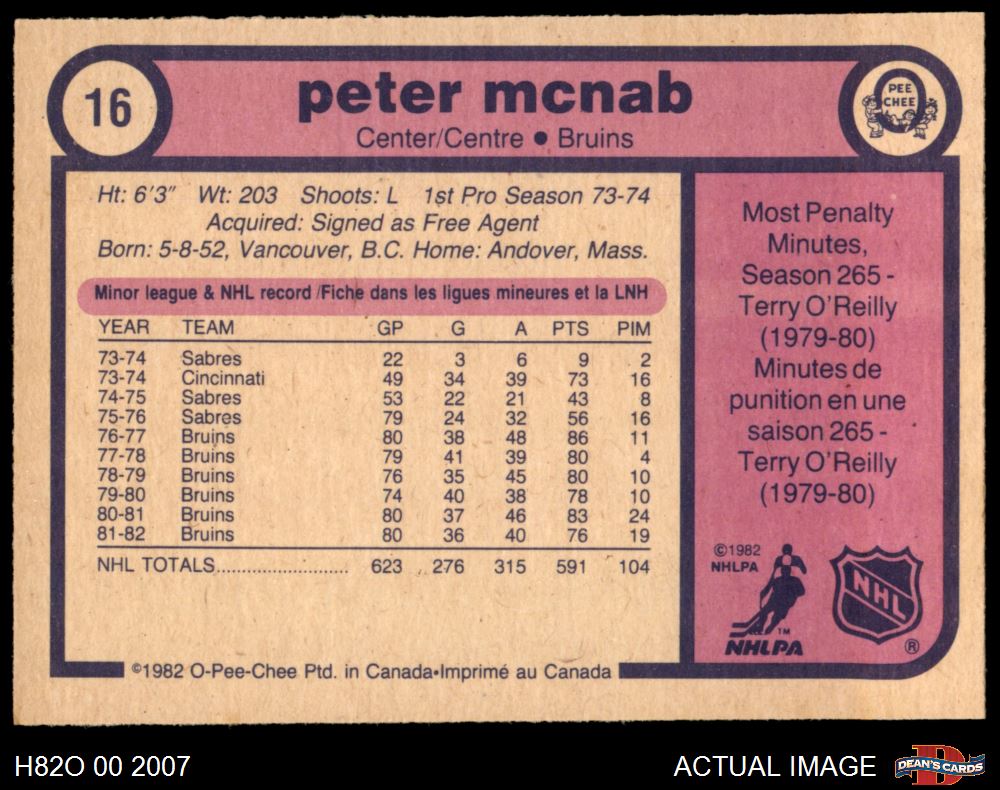 16
peter mcnab
Center/Centre ● Bruins
PEE
CHEE
Ht: 6'3" Wt: 203 Shoots: L 1st Pro Season 73-74
Acquired: Signed as Free Agent
Born: 5-8-52, Vancouver, B.C. Home: Andover, Mass.
Minor league & NHL record /Fiche dans les ligues mineures et la LNH
YEAR TEAM GP G A PTS PIM
73-74 Sabres 22 3 6 9 2
73-74 Cincinnati 49 34 39 73 16
74-75 Sabres 53 22 21 43 8
75-76 Sabres 79 24 32 56 16
76-77 Bruins 80 38 48 86 11
77-78 Bruins 79 41 39 80 4
78-79 Bruins 76 35 45 80 10
79-80 Bruins 74 40 38 78 10
80-81 Bruins 80 37 46 83 24
81-82 Bruins 80 36 40 76 19
NHL TOTALS........................ 623 276 315 591 104
Most Penalty
Minutes,
Season 265 -
Terry O'Reilly
(1979-80)
Minutes de
punition en une
saison 265 -
Terry O'Reilly
(1979-80)
©1982
NHLPA
TM
NHLPA
NHL
®
©1982 O-Pee-Chee Ptd. in Canada•Imprimé au Canada
H82O 00 2007
ACTUAL IMAGE
D
DEAN'S CARDS